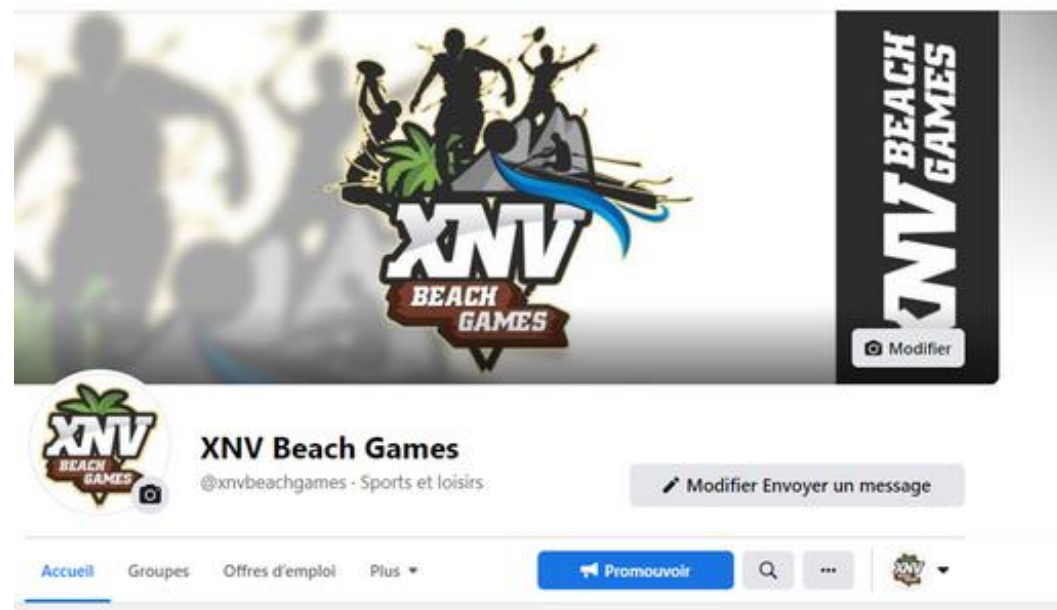 XNV
BEACH
GAMES
XNV BEACH
GAMES
Modifier
XNV
BEACH
GAMES
XNV Beach Games
@xnvbeachgames · Sports et loisirs
Modifier Envoyer un message
Accueil Groupes Offres d'emploi Plus
Promouvoir
XNV